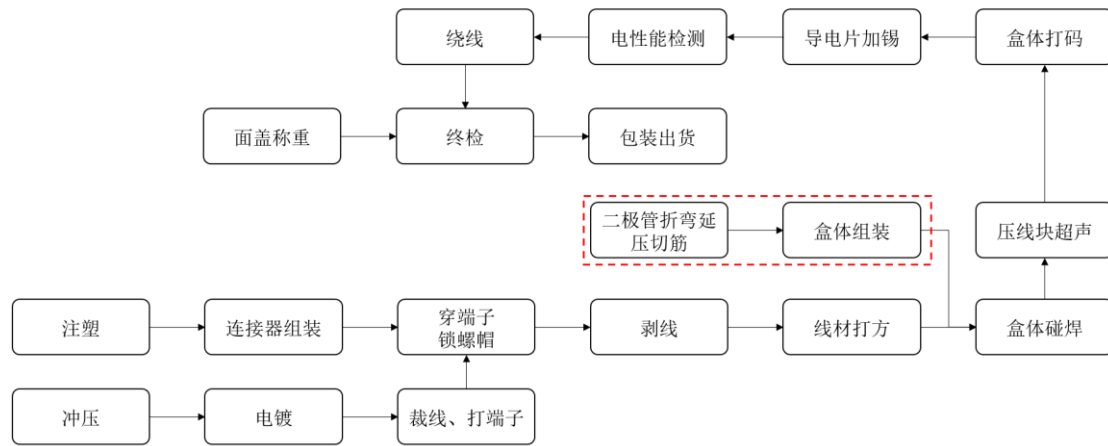 绕线
电性能检测
导电片加锡
盒体打码
面盖称重
终检
包装出货
二极管折弯延
压切筋
盒体组装
压线块超声
注塑
连接器组装
穿端子
锁螺帽
剥线
线材打方
盒体碰焊
冲压
电镀
裁线、打端子